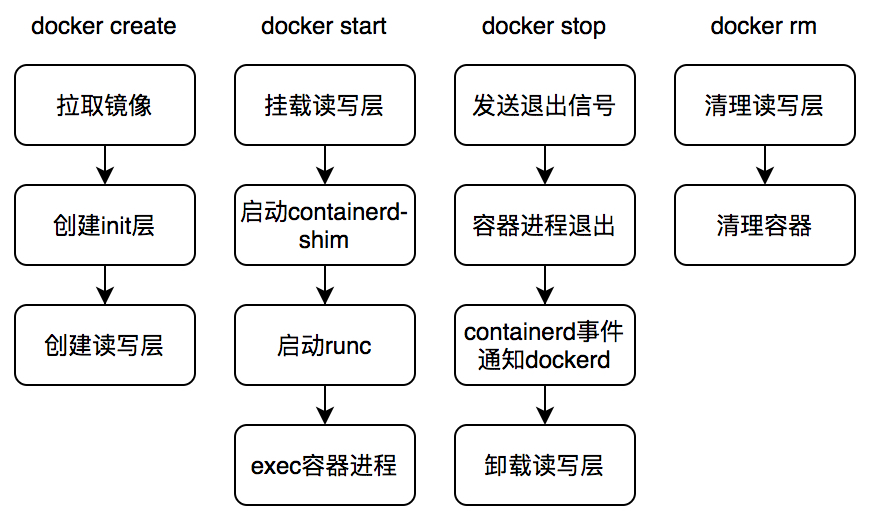 docker create
docker start
docker stop
docker rm
拉取镜像
创建init层
创建读写层
挂载读写层
启动containerd-
shim
启动runc
exec容器进程
发送退出信号
容器进程退出
containerd事件
通知dockerd
卸载读写层
清理读写层
清理容器